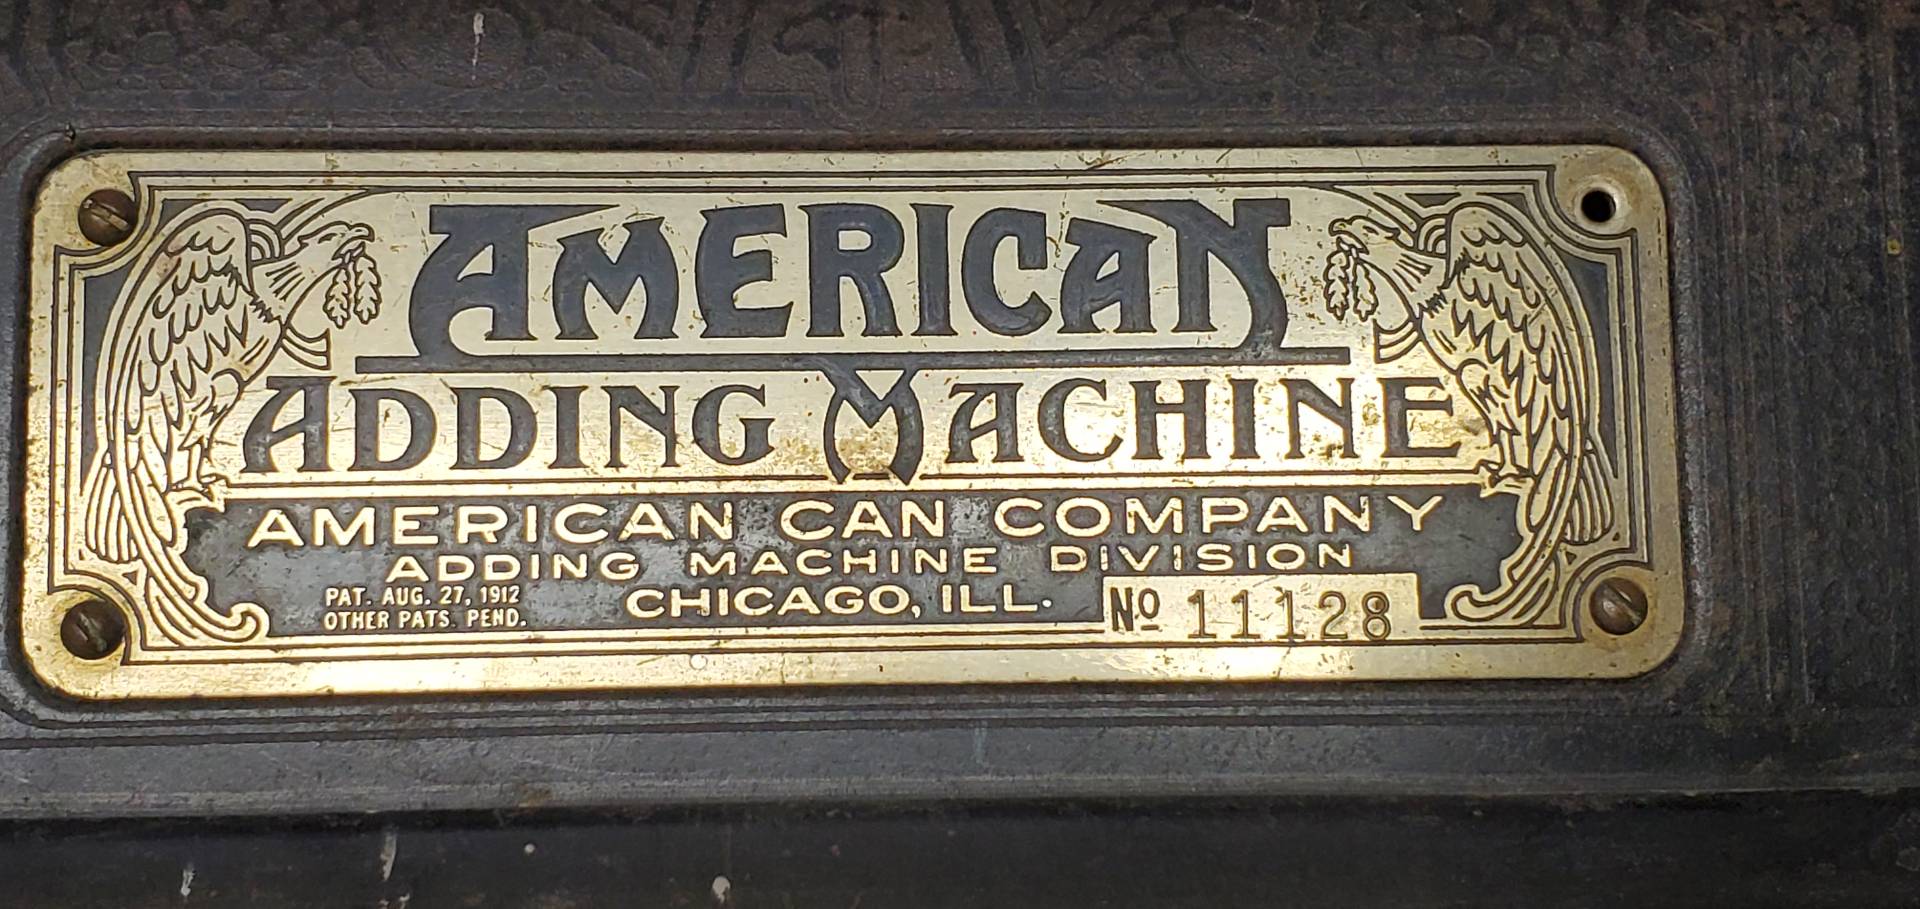 AMERICAN
ADDING MACHINE
AMERICAN CAN COMPANY
ADDING MACHINE DIVISION
CHICAGO, ILL.
PAT. AUG. 27, 1912
OTHER PATS. PEND.
No 11128